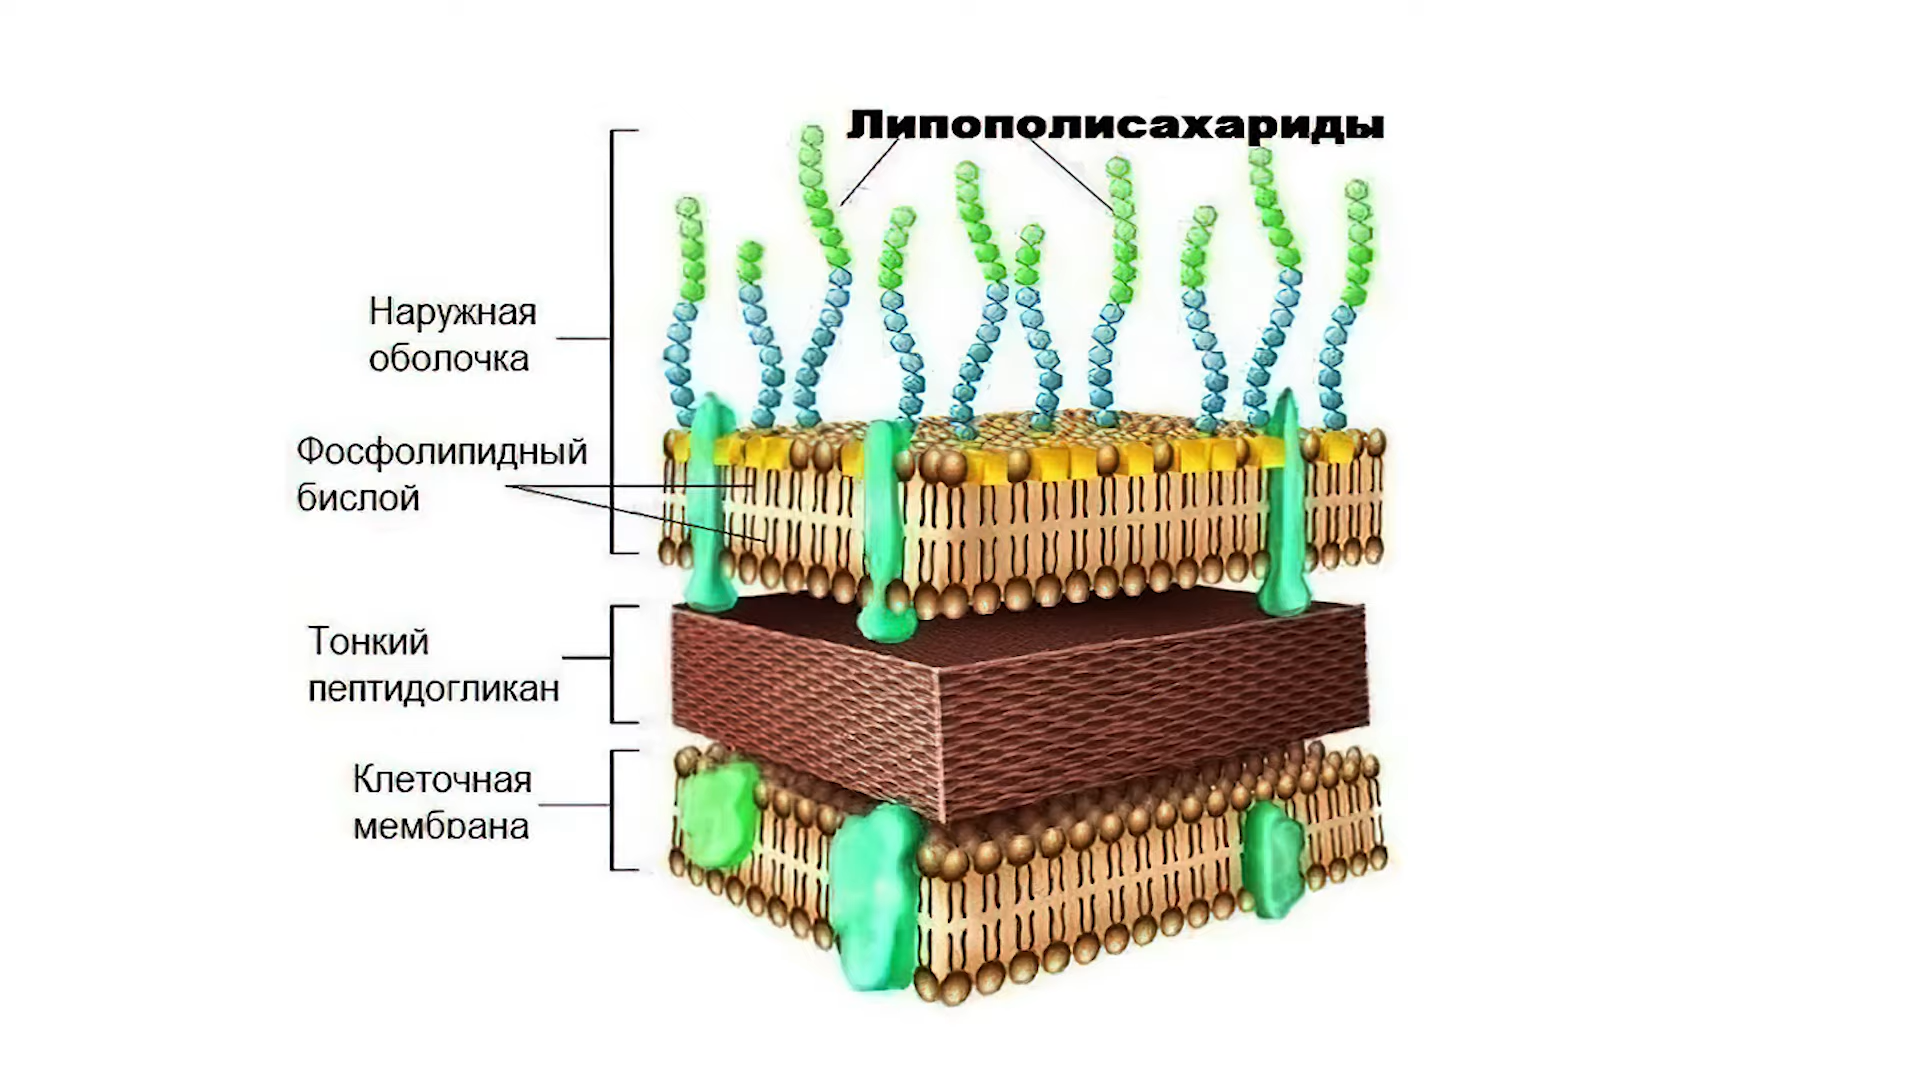 Липополисахариды
Наружная
оболочка
Фосфолипидный
бислой
Тонкий
пептидогликан
Клеточная
мембрана